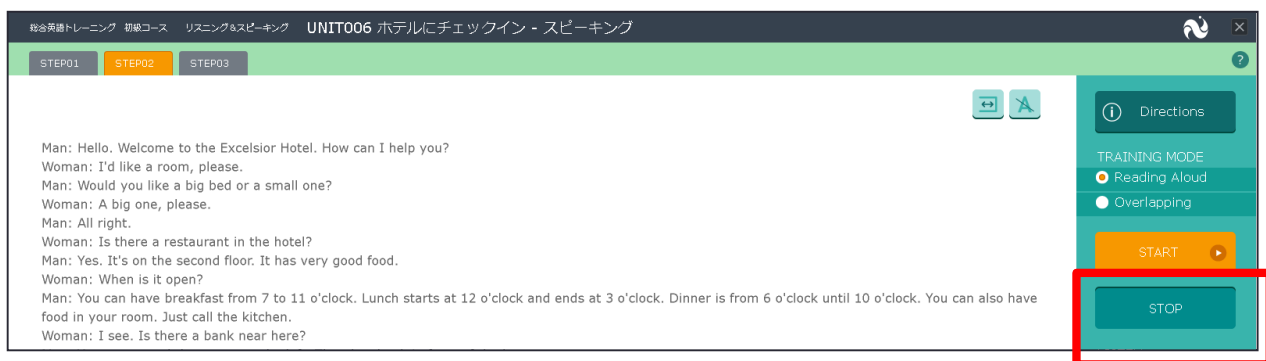 総合英語トレーニング 初級コース リスニング&スピーキング UNIT006 ホテルにチェックイン - スピーキング
STEP01 STEP02 STEP03
?
Directions
TRAINING MODE
Reading Aloud
Overlapping
START
STOP
Man: Hello. Welcome to the Excelsior Hotel. How can I help you?
Woman: I'd like a room, please.
Man: Would you like a big bed or a small one?
Woman: A big one, please.
Man: All right.
Woman: Is there a restaurant in the hotel?
Man: Yes. It's on the second floor. It has very good food.
Woman: When is it open?
Man: You can have breakfast from 7 to 11 o'clock. Lunch starts at 12 o'clock and ends at 3 o'clock. Dinner is from 6 o'clock until 10 o'clock. You can also have
food in your room. Just call the kitchen.
Woman: I see. Is there a bank near here?